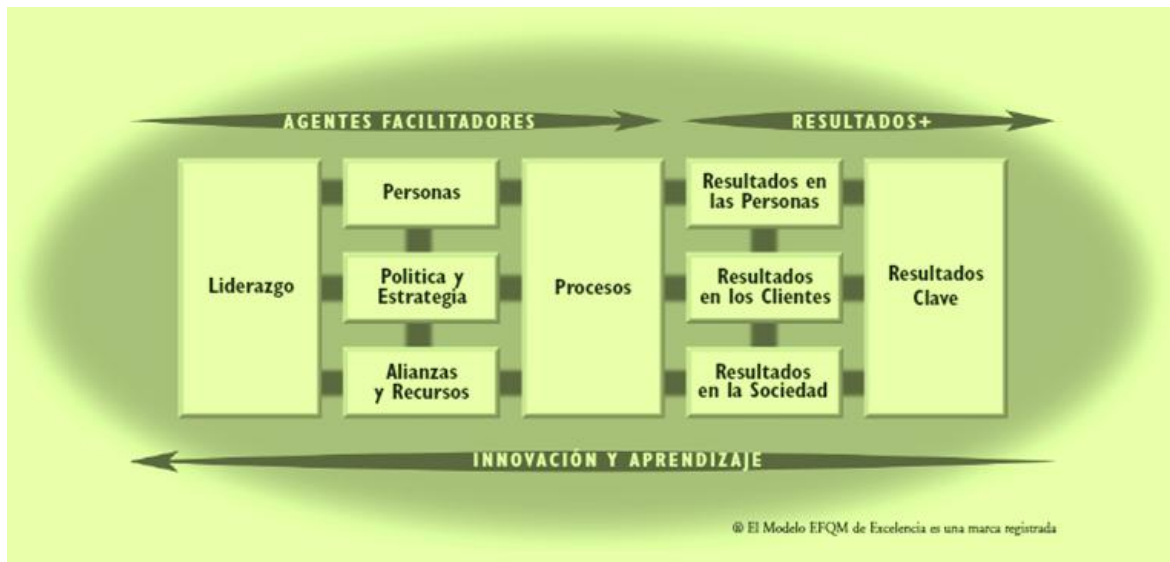 AGENTES FACILITADORES
RESULTADOS+
Liderazgo
Personas
Politica y
Estrategia
Alianzas
y Recursos
Procesos
Resultados en
las Personas
Resultados
en los Clientes
Resultados
en la Sociedad
Resultados
Clave
INNOVACIÓN Y APRENDIZAJE
® El Modelo EFQM de Excelencia es una marca registrada